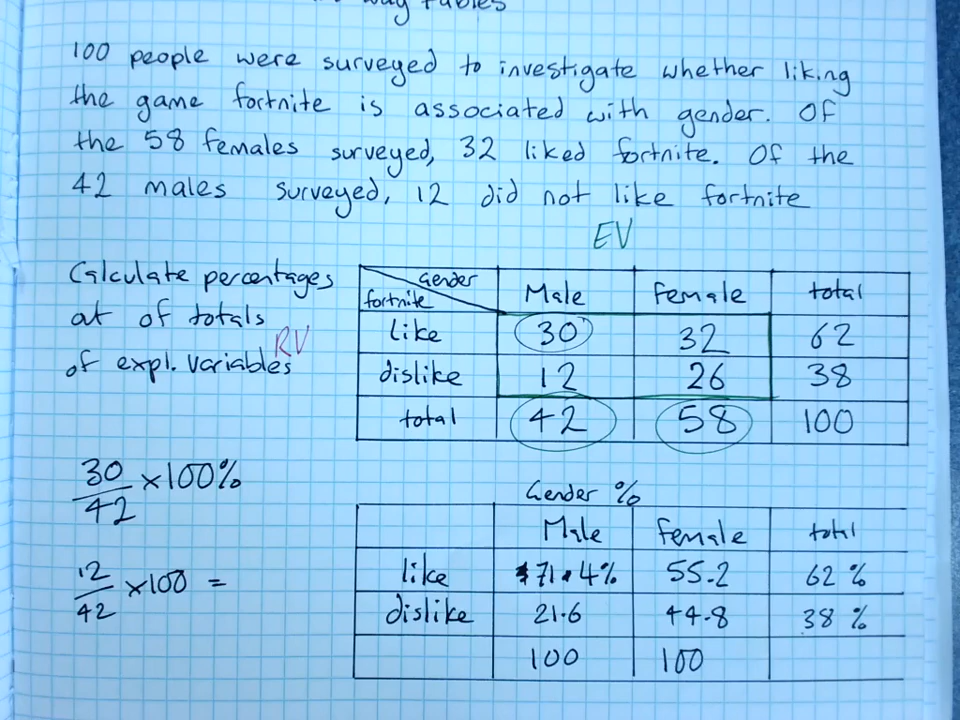 way tables
100 people were surveyed to investigate whether liking
the game fortnite is associated with gender. Of
the 58 females surveyed, 32 liked fortnite. Of the
42 males surveyed, 12 did not like fortnite
EV
Calculate percentages
at of totals
RV
of expl. variables
Gender
fortnite Male Female total
like 30 32 62
dislike 12 26 38
total 42 58 100
30/42 ×100%
12/42 ×100 =
Gender %
Male Female total
like 71.4% 55.2 62 %
dislike 21.6 44.8 38 %
100 100